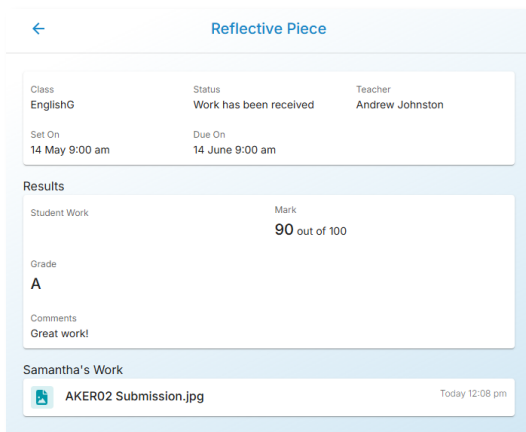 Reflective Piece
Class Status Teacher
EnglishG Work has been received Andrew Johnston
Set On Due On
14 May 9:00 am 14 June 9:00 am
Results
Student Work Mark
90 out of 100
Grade
A
Comments
Great work!
Samantha's Work
AKER02 Submission.jpg Today 12:08 pm